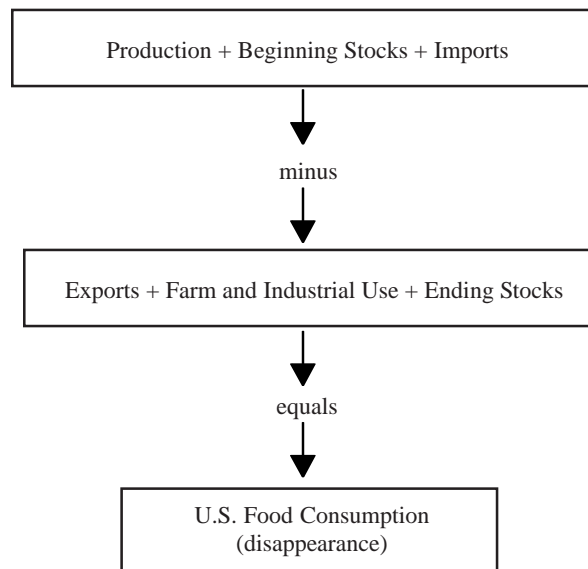 Production + Beginning Stocks + Imports
minus
Exports + Farm and Industrial Use + Ending Stocks
equals
U.S. Food Consumption
(disappearance)